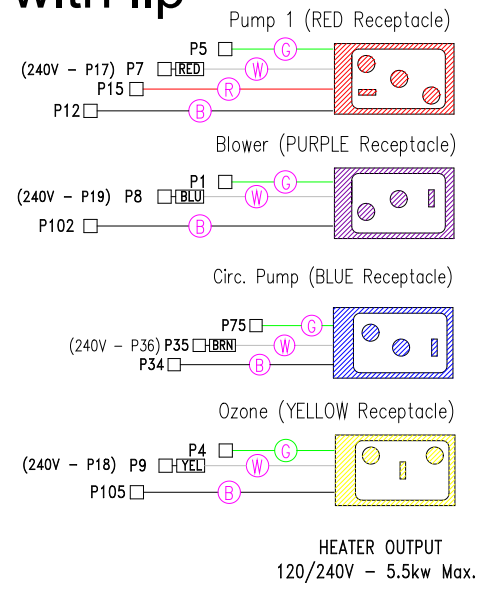 with lip
Pump 1 (RED Receptacle)
P5 G
(240V - P17) P7 RED W
P15 R
P12 B
Blower (PURPLE Receptacle)
P1 G
(240V - P19) P8 BLU W
P102 B
Circ. Pump (BLUE Receptacle)
P75 G
(240V - P36) P35 BRN W
P34 B
Ozone (YELLOW Receptacle)
P4 G
(240V - P18) P9 YEL W
P105 B
HEATER OUTPUT
120/240V - 5.5kw Max.